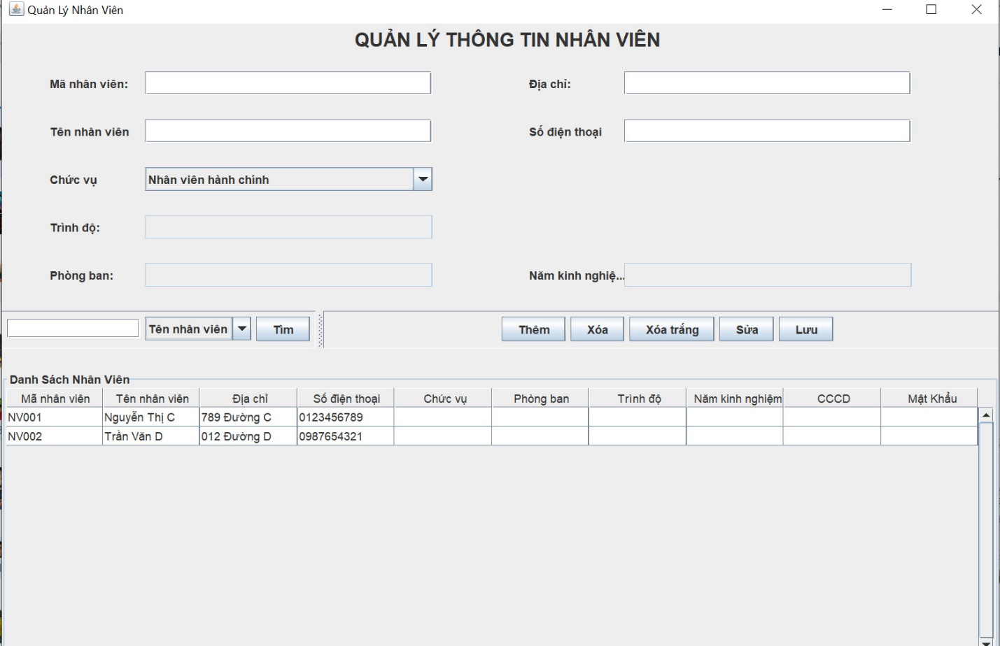 Quản Lý Nhân Viên
QUẢN LÝ THÔNG TIN NHÂN VIÊN
Mã nhân viên: Địa chỉ:
Tên nhân viên Số điện thoại
Chức vụ Nhân viên hành chính
Trình độ:
Phòng ban: Năm kinh nghiệ...
Tên nhân viên Tìm Thêm Xóa Xóa trắng Sửa Lưu
Danh Sách Nhân Viên
Mã nhân viên Tên nhân viên Địa chỉ Số điện thoại Chức vụ Phòng ban Trình độ Năm kinh nghiệm CCCD Mật Khẩu
NV001 Nguyễn Thị C 789 Đường C 0123456789
NV002 Trần Văn D 012 Đường D 0987654321